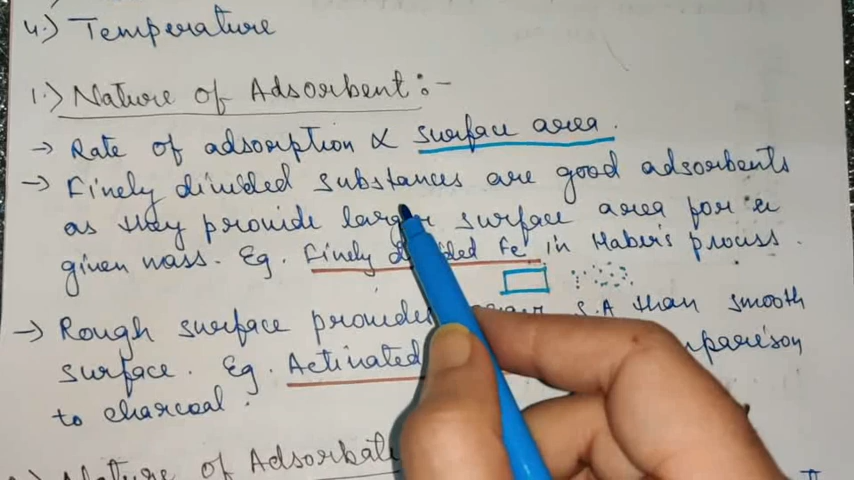 4.) Temperature
1.) Nature of Adsorbent :-
→ Rate of adsorption ∝ surface area.
→ Finely divided substances are good adsorbents
as they provide larger surface area for a
given mass. Eg. Finely divided Fe in Haber's process.
→ Rough surface provides S.A than smooth
surface. Eg. Activated comparison
to charcoal.
Nature of Adsorbate